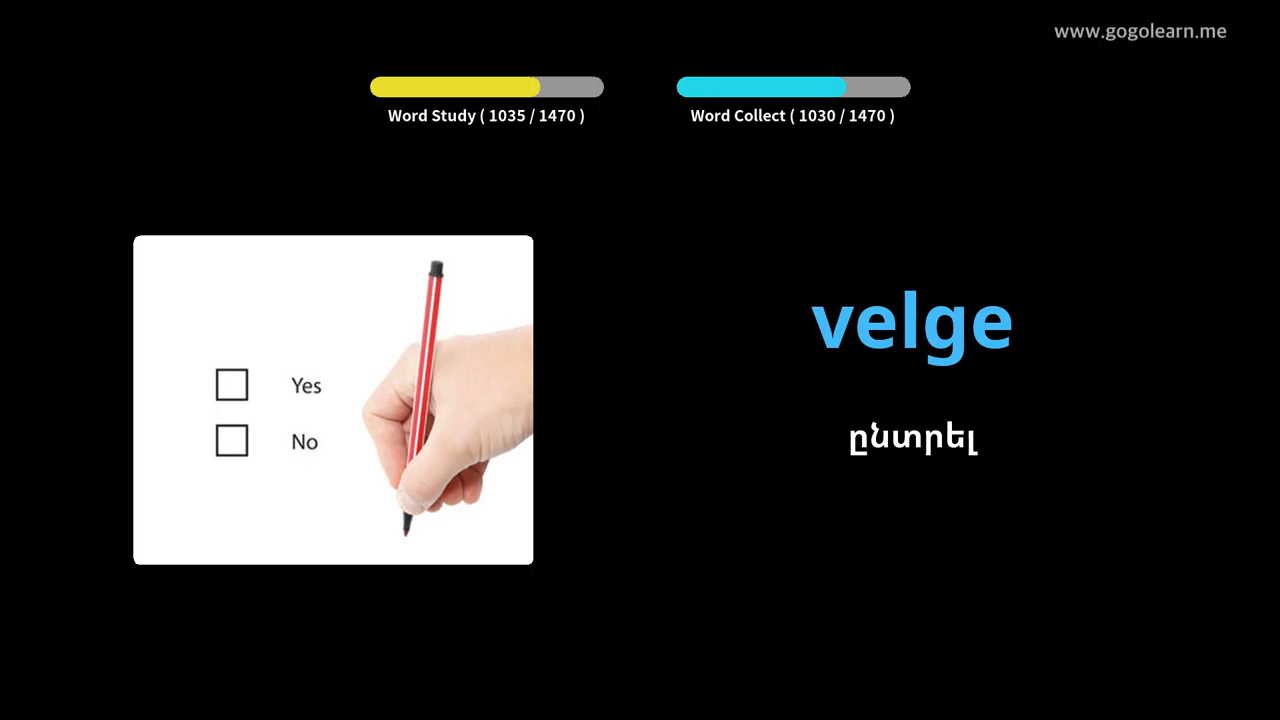 www.gogolearn.me
Word Study ( 1035 / 1470 )
Word Collect ( 1030 / 1470 )
Yes
No
velge
ընտրել